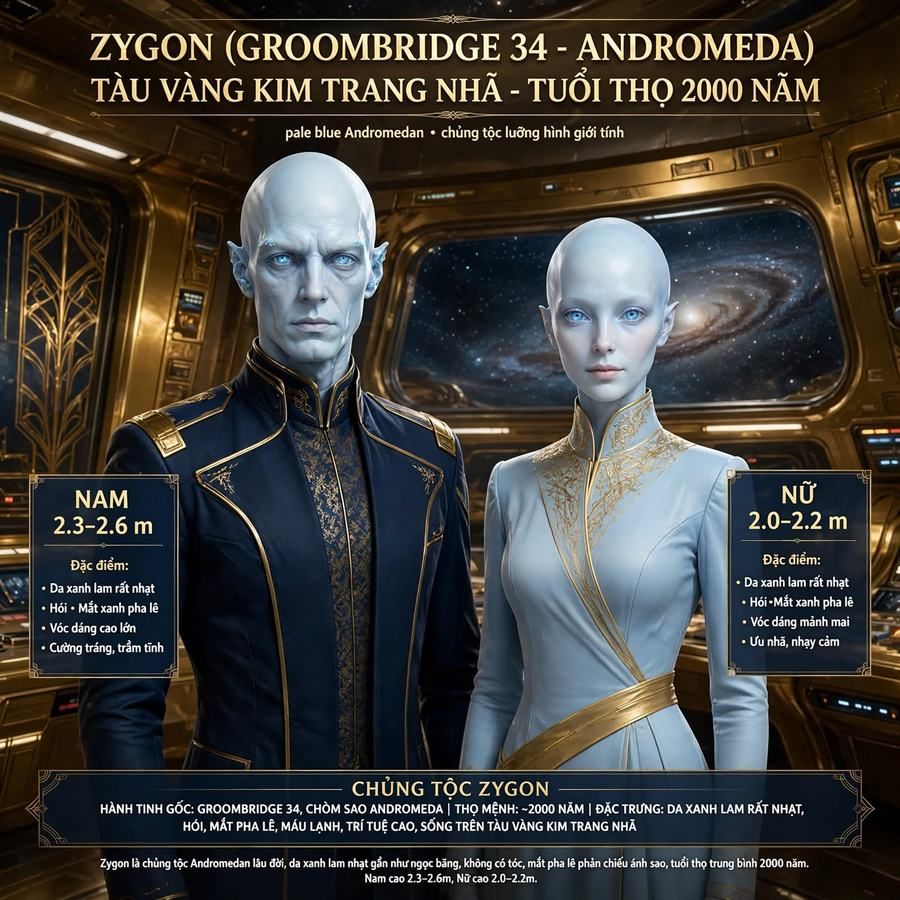 ZYGON (GROOMBRIDGE 34 - ANDROMEDA)
TÀU VÀNG KIM TRANG NHÃ - TUỔI THỌ 2000 NĂM
pale blue Andromedan • chủng tộc lưỡng hình giới tính
NAM
2.3–2.6 m
Đặc điểm:
• Da xanh lam rất nhạt
• Hói • Mắt xanh pha lê
• Vóc dáng cao lớn
• Cường tráng, trầm tĩnh
NỮ
2.0–2.2 m
Đặc điểm:
• Da xanh lam rất nhạt
• Hói • Mắt xanh pha lê
• Vóc dáng mảnh mai
• Ưu nhã, nhạy cảm
CHỦNG TỘC ZYGON
HÀNH TINH GỐC: GROOMBRIDGE 34, CHÒM SAO ANDROMEDA | THỌ MỆNH: ~2000 NĂM | ĐẶC TRƯNG: DA XANH LAM RẤT NHẠT,
HÓI, MẮT PHA LÊ, MÁU LẠNH, TRÍ TUỆ CAO, SỐNG TRÊN TÀU VÀNG KIM TRANG NHÃ
Zygon là chủng tộc Andromedan lâu đời, da xanh lam nhạt gần như ngọc băng, không có tóc, mắt pha lê phản chiếu ánh sao, tuổi thọ trung bình 2000 năm.
Nam cao 2.3–2.6m, Nữ cao 2.0–2.2m.